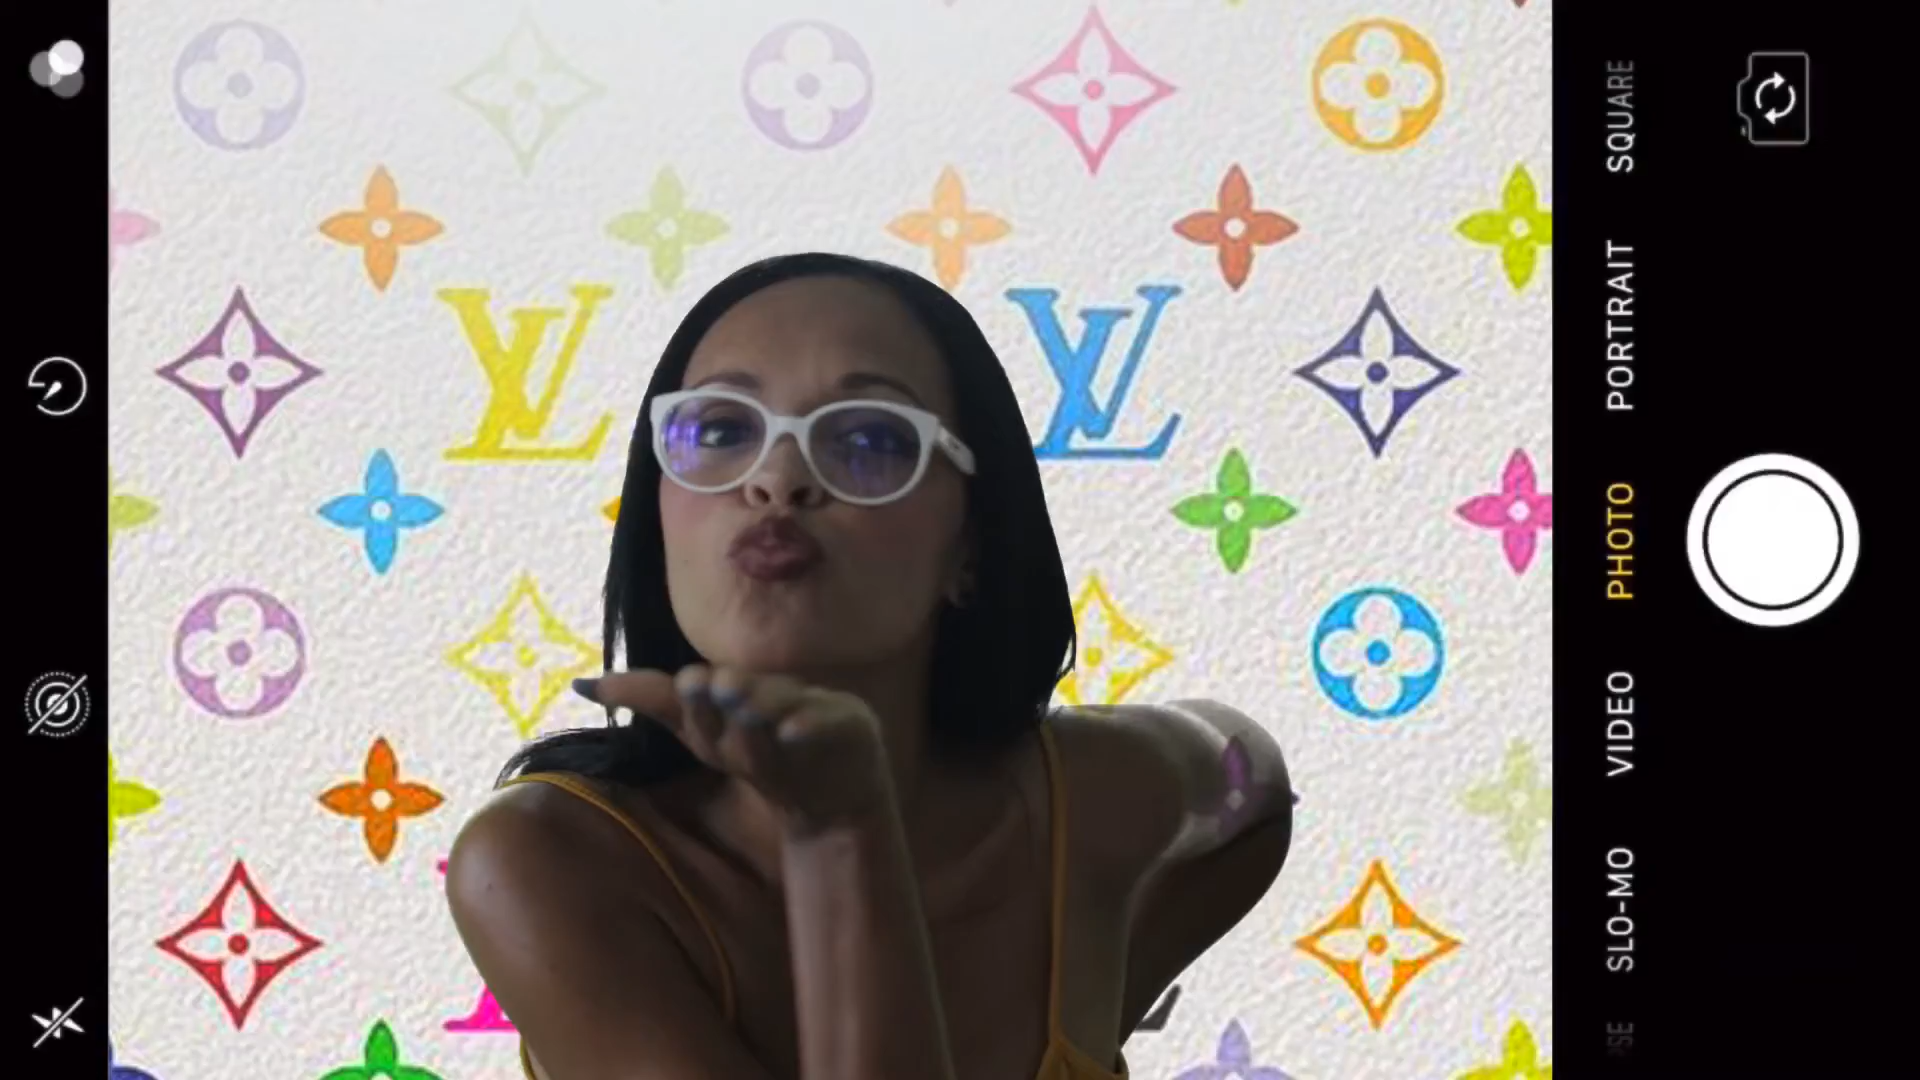 SQUARE
PORTRAIT
PHOTO
VIDEO
SLO-MO
LV
LV